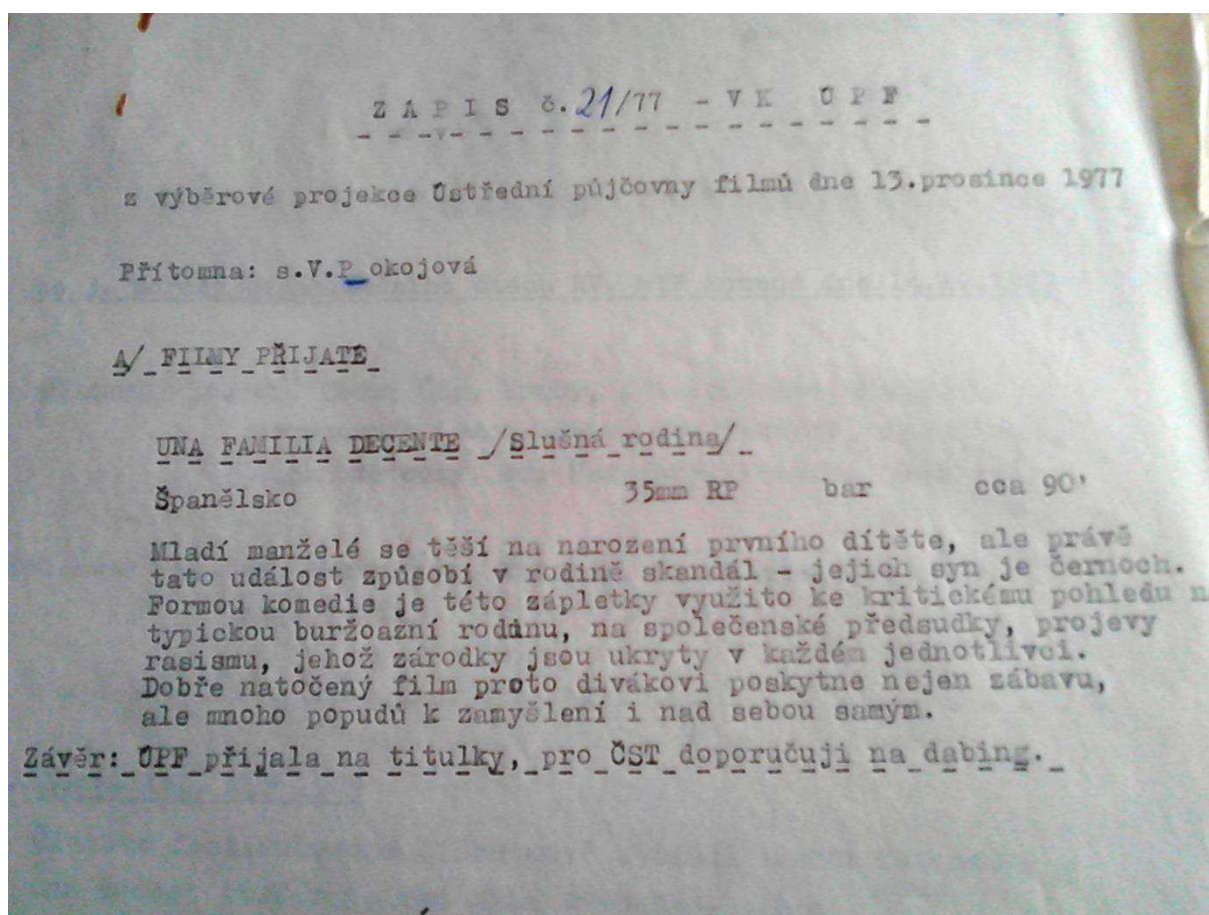 Z Á P I S č. 21/77 - V K Ú P F
z výběrové projekce Ústřední půjčovny filmů dne 13.prosince 1977
Přítomna: s.V.P okojová
A/ FILMY PŘIJATÉ
UNA FAMILIA DECENTE /Slušná rodina/
Španělsko 35mm RP bar cca 90'
Mladí manželé se těší na narození prvního dítěte, ale právě
tato událost způsobí v rodině skandál - jejich syn je černoch.
Formou komedie je této zápletky využito ke kritickému pohledu n
typickou buržoazní rodinu, na společenské předsudky, projevy
rasismu, jehož zárodky jsou ukryty v každém jednotlivci.
Dobře natočený film proto divákovi poskytne nejen zábavu,
ale mnoho popudů k zamyšlení i nad sebou samým.
Závěr: ÚPF přijala na titulky, pro ČST doporučuji na dabing.